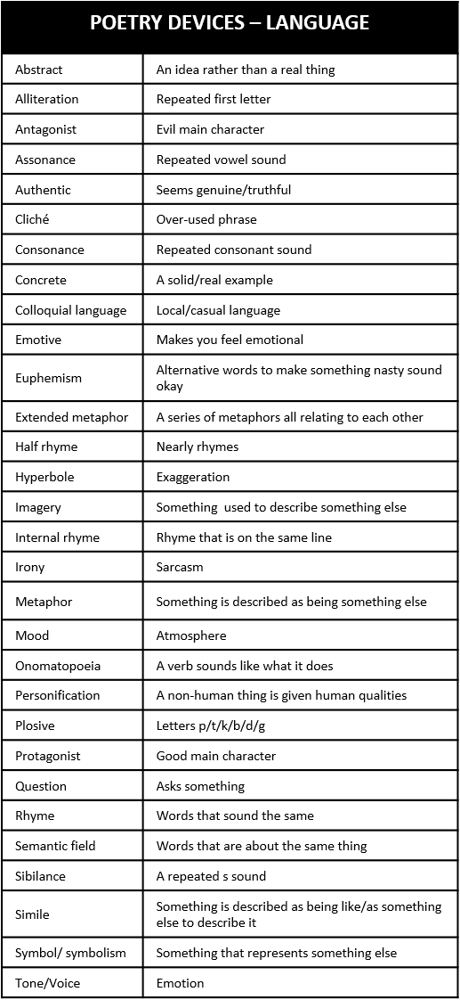 POETRY DEVICES – LANGUAGE
Abstract An idea rather than a real thing
Alliteration Repeated first letter
Antagonist Evil main character
Assonance Repeated vowel sound
Authentic Seems genuine/truthful
Cliché Over-used phrase
Consonance Repeated consonant sound
Concrete A solid/real example
Colloquial language Local/casual language
Emotive Makes you feel emotional
Euphemism Alternative words to make something nasty sound
okay
Extended metaphor A series of metaphors all relating to each other
Half rhyme Nearly rhymes
Hyperbole Exaggeration
Imagery Something used to describe something else
Internal rhyme Rhyme that is on the same line
Irony Sarcasm
Metaphor Something is described as being something else
Mood Atmosphere
Onomatopoeia A verb sounds like what it does
Personification A non-human thing is given human qualities
Plosive Letters p/t/k/b/d/g
Protagonist Good main character
Question Asks something
Rhyme Words that sound the same
Semantic field Words that are about the same thing
Sibilance A repeated s sound
Simile Something is described as being like/as something
else to describe it
Symbol/ symbolism Something that represents something else
Tone/Voice Emotion